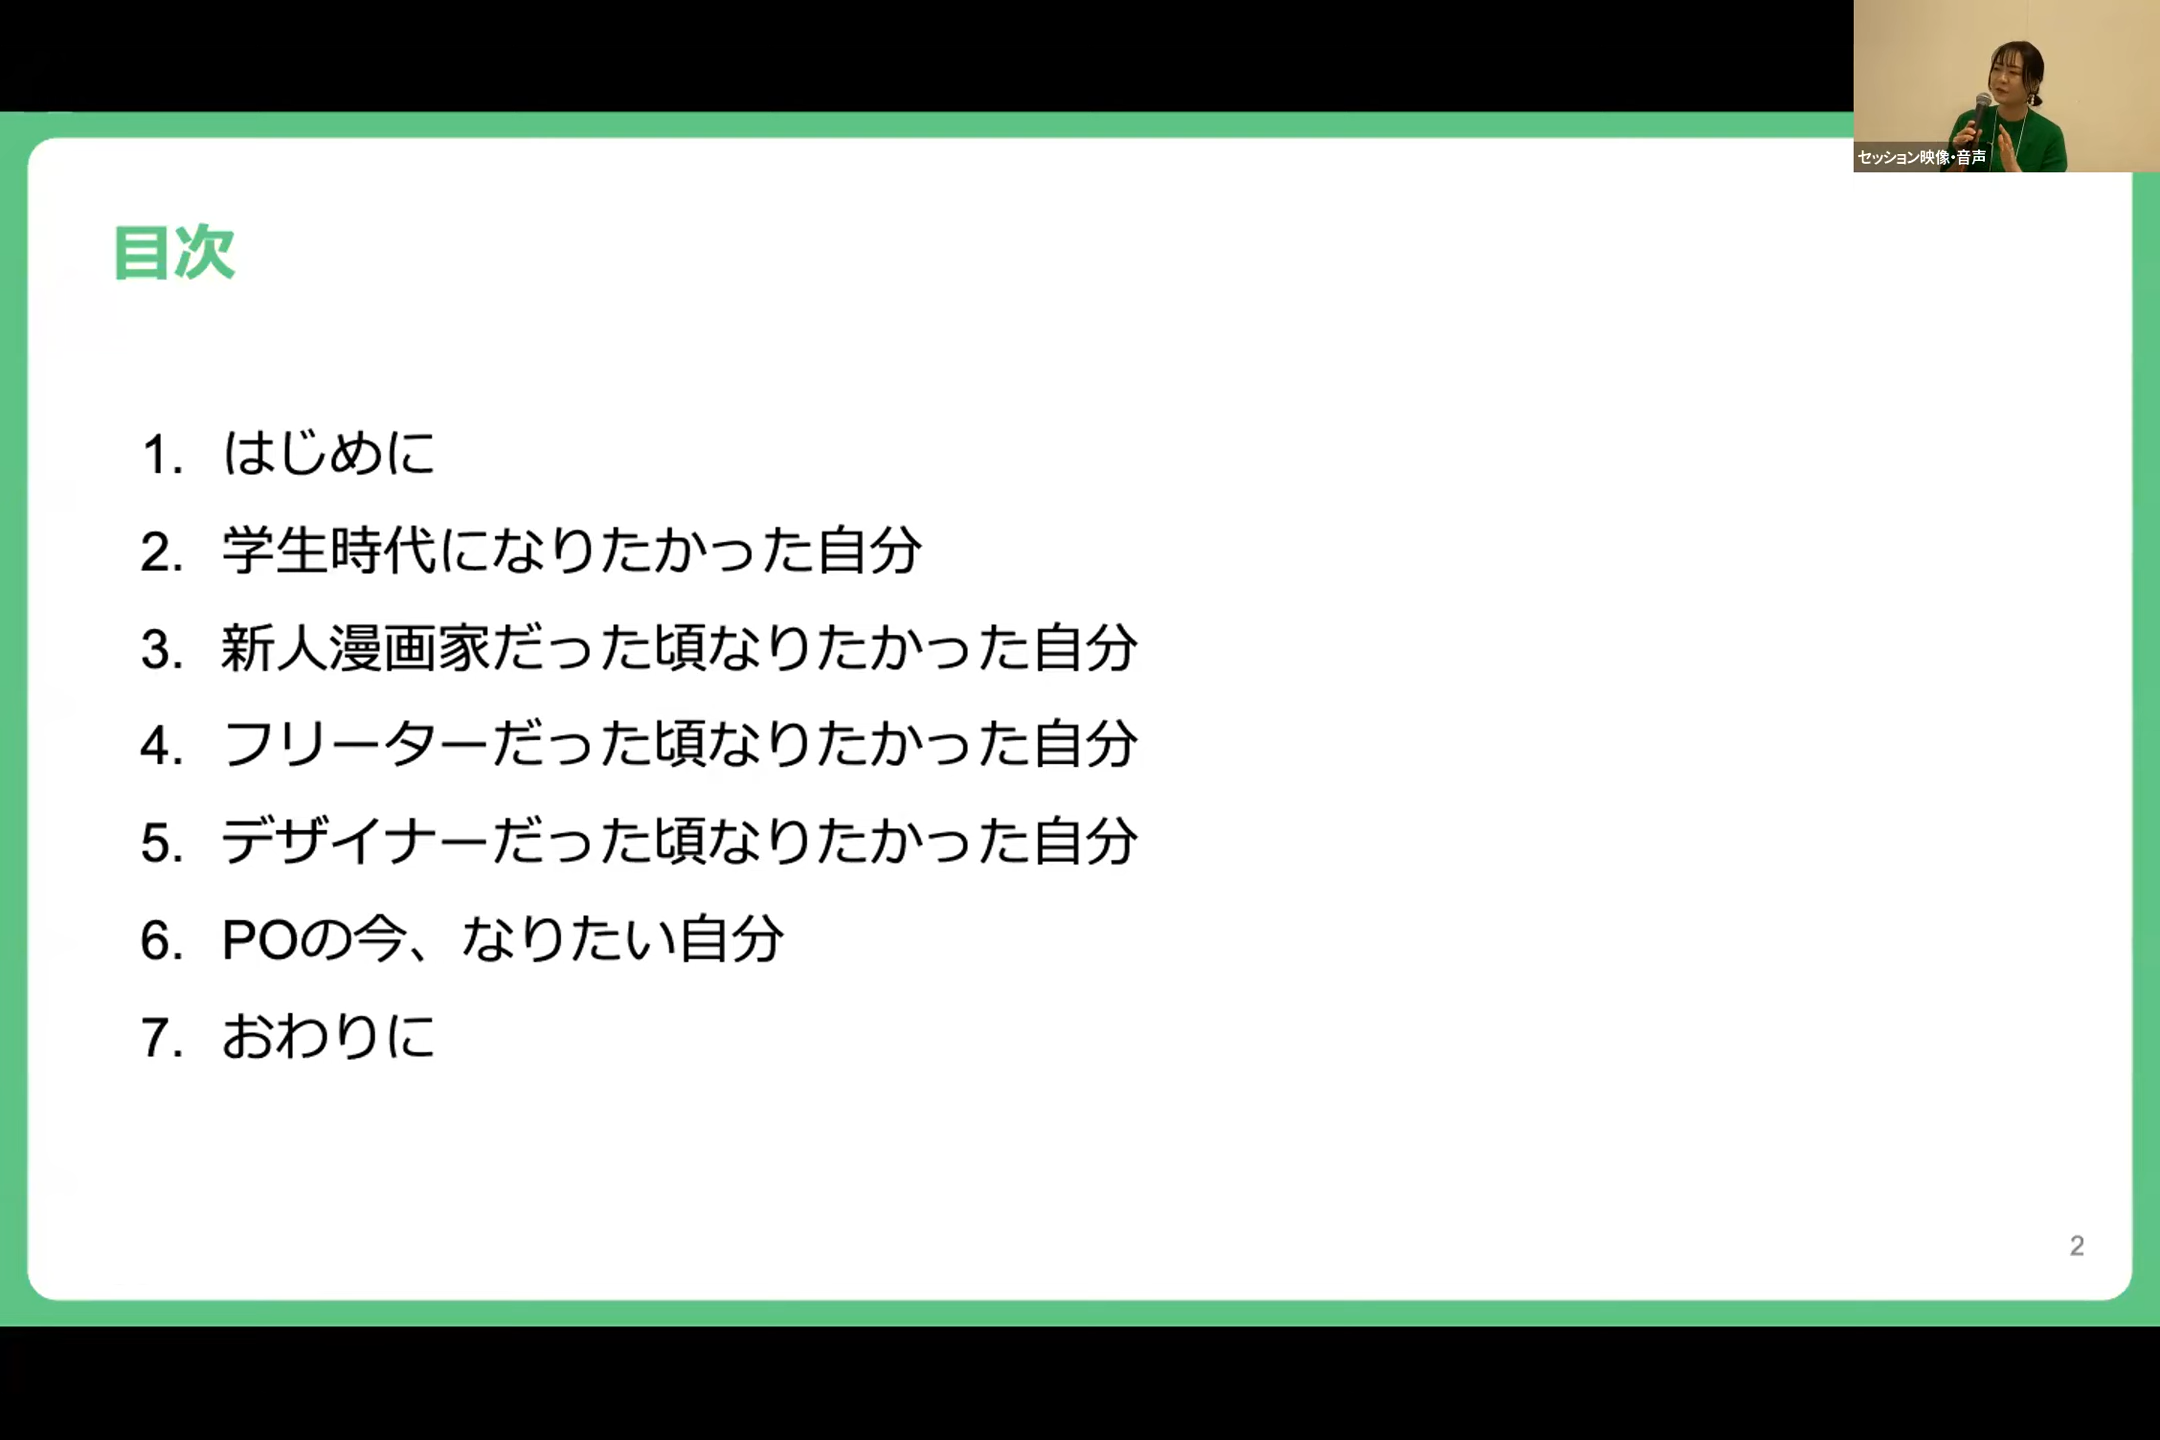 セッション映像・音声
目次
1. はじめに
2. 学生時代になりたかった自分
3. 新人漫画家だった頃なりたかった自分
4. フリーターだった頃なりたかった自分
5. デザイナーだった頃なりたかった自分
6. POの今、なりたい自分
7. おわりに
2